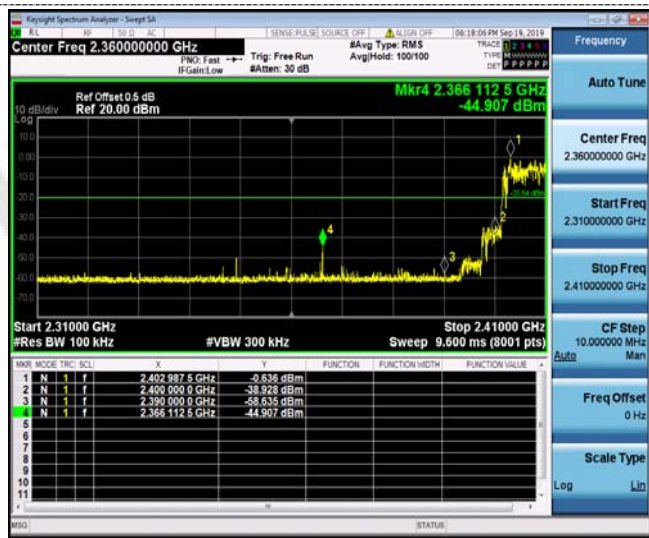 Keysight Spectrum Analyzer - Swept SA
RL RF 50 Ω AC SENSE:PULSE SOURCE OFF ALIGN OFF 06:18:06 PM Sep 19, 2019
Center Freq 2.360000000 GHz
PNO: Fast
IFGain:Low
Trig: Free Run
#Atten: 30 dB
#Avg Type: RMS
Avg|Hold: 100/100
TRACE 1 2 3 4 5 6
TYPE M WWWWW
DET P P P P P P
Ref Offset 0.5 dB
Ref 20.00 dBm
10 dB/div
Log
Mkr4 2.366 112 5 GHz
-44.907 dBm
10.0
0.00
-10.0
-20.0
-30.0
-40.0
-50.0
-60.0
-70.0
-20.64 dBm
1
2
3
4
Start 2.31000 GHz
Stop 2.41000 GHz
#Res BW 100 kHz
#VBW 300 kHz
Sweep 9.600 ms (8001 pts)
MKR MODE TRC SCL X Y FUNCTION FUNCTION WIDTH FUNCTION VALUE
1 N 1 f 2.402 987 5 GHz -0.636 dBm
2 N 1 f 2.400 000 0 GHz -38.928 dBm
3 N 1 f 2.390 000 0 GHz -58.635 dBm
4 N 1 f 2.366 112 5 GHz -44.907 dBm
5
6
7
8
9
10
11
MSG
STATUS
Frequency
Auto Tune
Center Freq
2.360000000 GHz
Start Freq
2.310000000 GHz
Stop Freq
2.410000000 GHz
CF Step
10.000000 MHz
Auto Man
Freq Offset
0 Hz
Scale Type
Log Lin